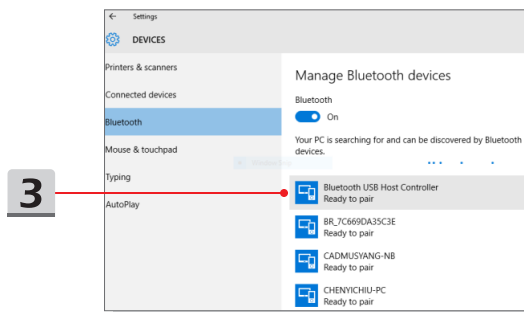 ← Settings
DEVICES
Printers & scanners
Connected devices
Bluetooth
Mouse & touchpad
Typing
AutoPlay
Manage Bluetooth devices
Bluetooth
On
Your PC is searching for and can be discovered by Bluetooth
devices.
Bluetooth USB Host Controller
Ready to pair
BR_7C669DA35C3E
Ready to pair
CADMUSYANG-NB
Ready to pair
CHENYICHIU-PC
Ready to pair
3